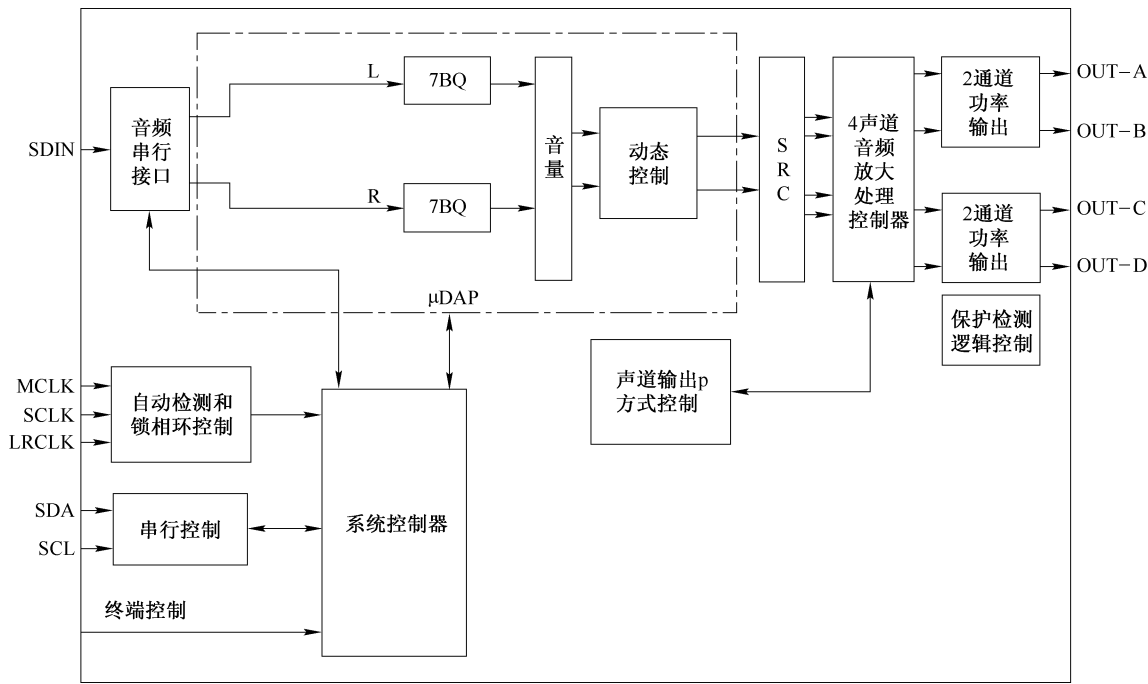 SDIN
音频
串行
接口
L
7BQ
R
7BQ
音量
动态
控制
μDAP
SRC
4声道
音频
放大
处理
控制器
2通道
功率
输出
OUT-A
OUT-B
2通道
功率
输出
OUT-C
OUT-D
保护检测
逻辑控制
声道输出p
方式控制
MCLK
SCLK
LRCLK
自动检测和
锁相环控制
SDA
SCL
串行控制
系统控制器
终端控制